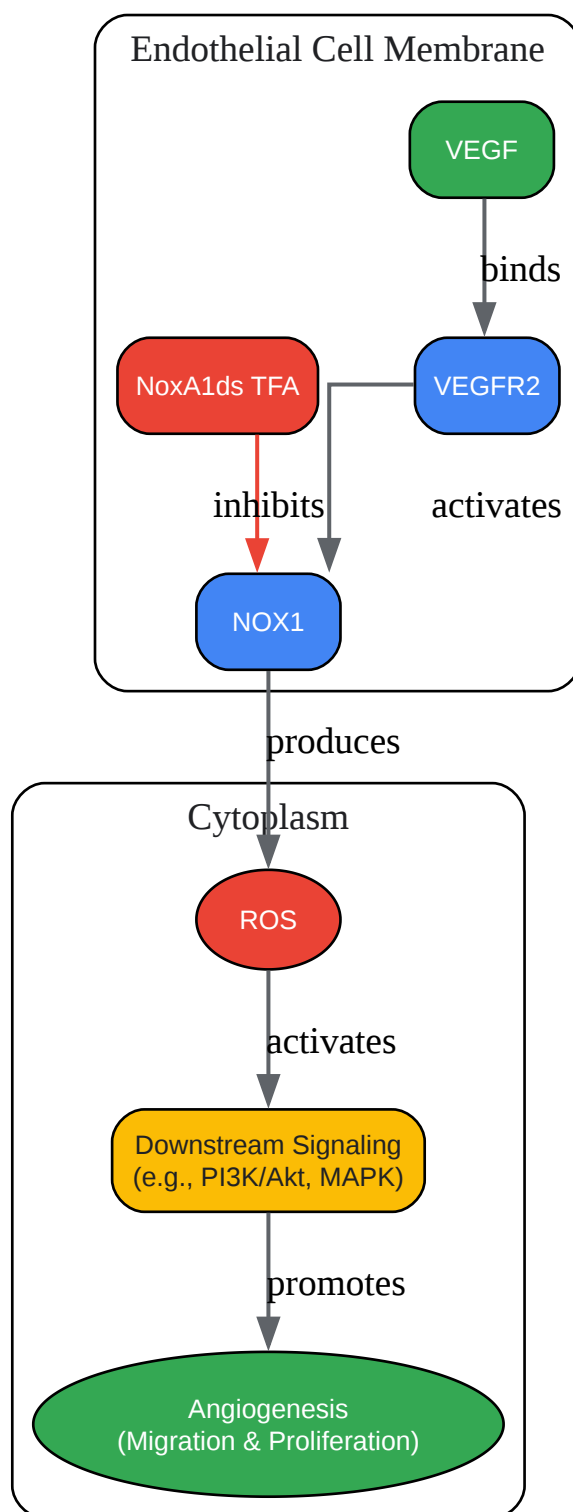 Endothelial Cell Membrane
VEGF
binds
NoxA1ds TFA
VEGFR2
inhibits
activates
NOX1
produces
Cytoplasm
ROS
activates
Downstream Signaling
(e.g., PI3K/Akt, MAPK)
promotes
Angiogenesis
(Migration & Proliferation)